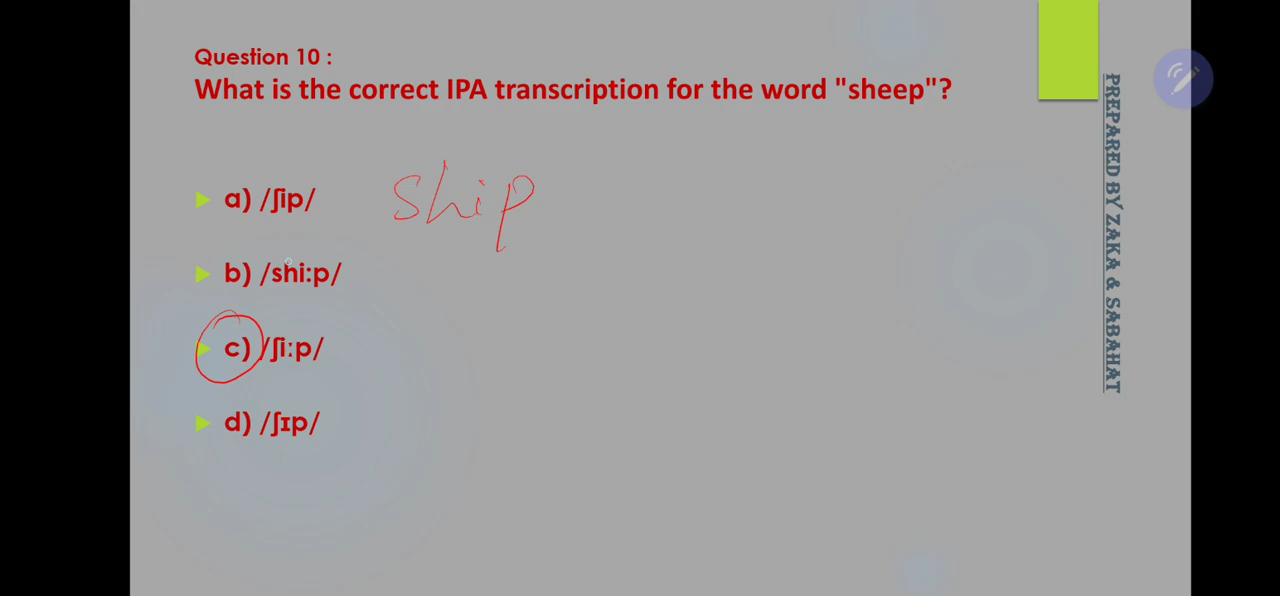 Question 10 :
What is the correct IPA transcription for the word "sheep"?
a) /ʃip/
ship
b) /shi:p/
c) /ʃiːp/
d) /ʃɪp/
PREPARED BY ZAKA & SABAHAT